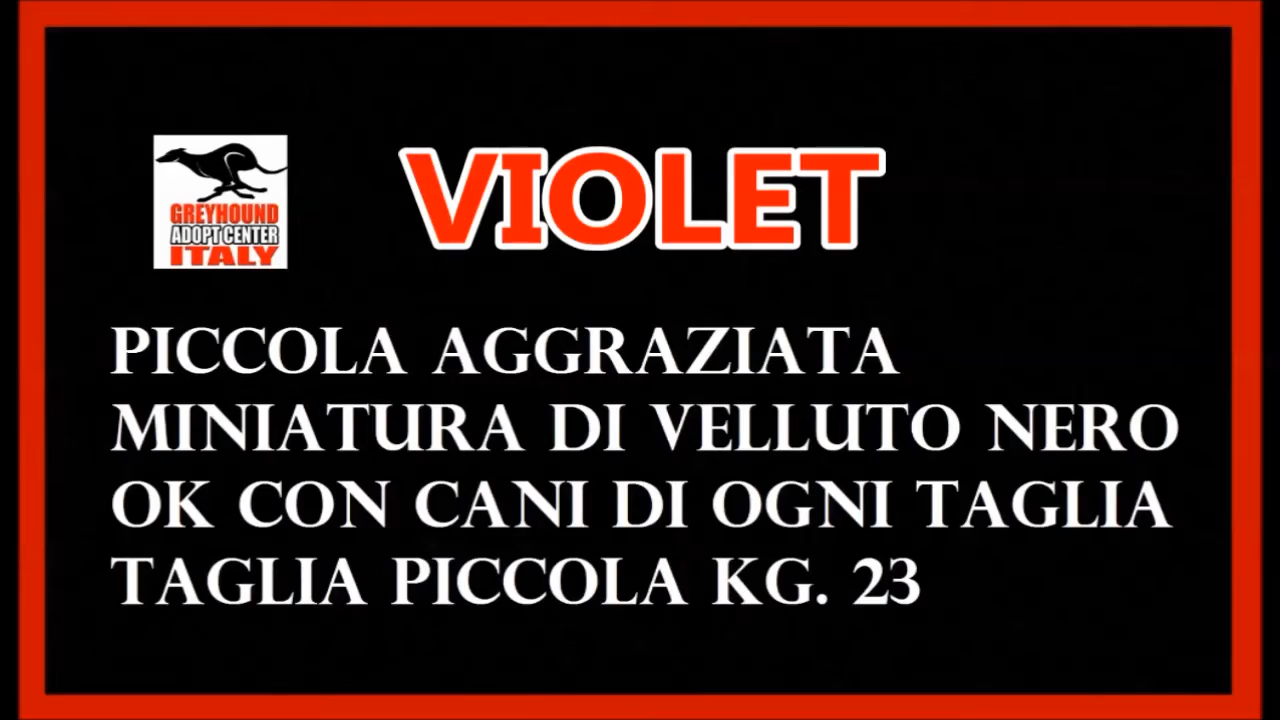 GREYHOUND
ADOPT CENTER
ITALY
VIOLET
PICCOLA AGGRAZIATA
MINIATURA DI VELLUTO NERO
OK CON CANI DI OGNI TAGLIA
TAGLIA PICCOLA KG. 23